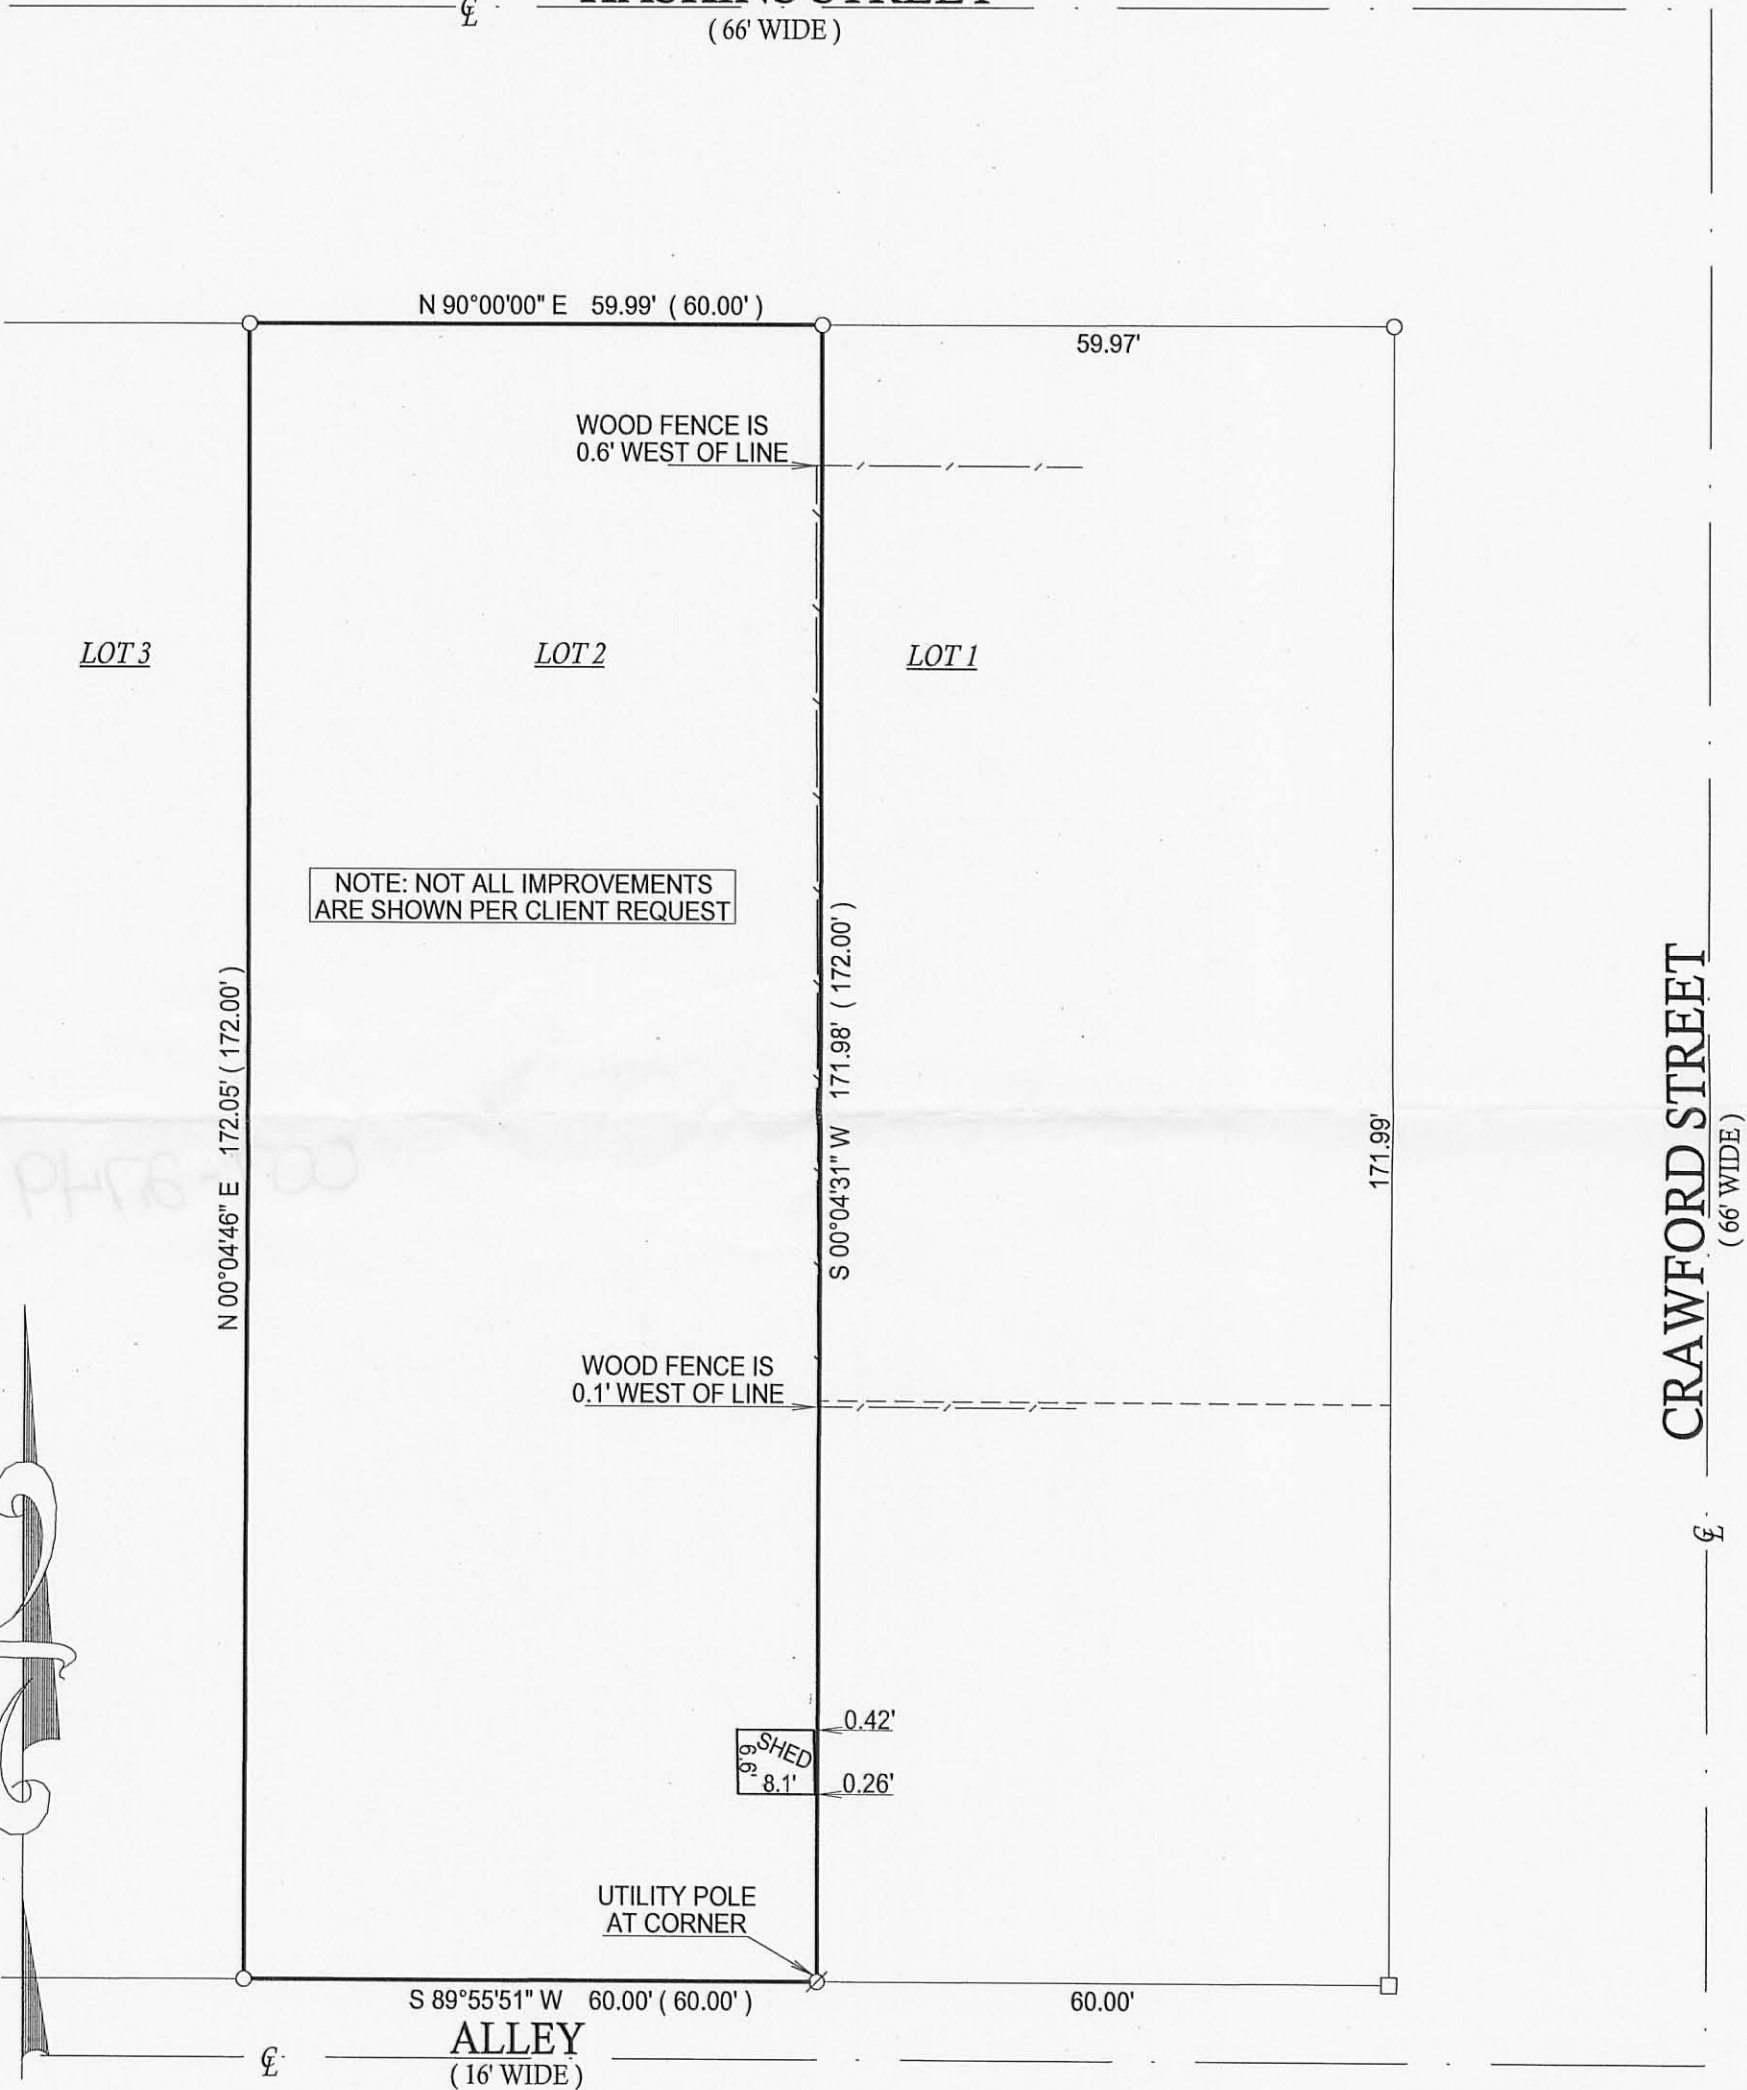 ℄
( 66' WIDE )
N 90°00'00" E 59.99' ( 60.00' )
59.97'
WOOD FENCE IS
0.6' WEST OF LINE
LOT 3
LOT 2
LOT 1
NOTE: NOT ALL IMPROVEMENTS
ARE SHOWN PER CLIENT REQUEST
N 00°04'46" E 172.05' ( 172.00' )
S 00°04'31" W 171.98' ( 172.00' )
171.99'
CRAWFORD STREET
( 66' WIDE )
℄
WOOD FENCE IS
0.1' WEST OF LINE
0.42'
SHED
8.1'
0.26'
UTILITY POLE
AT CORNER
S 89°55'51" W 60.00' ( 60.00' )
60.00'
ALLEY
℄
( 16' WIDE )